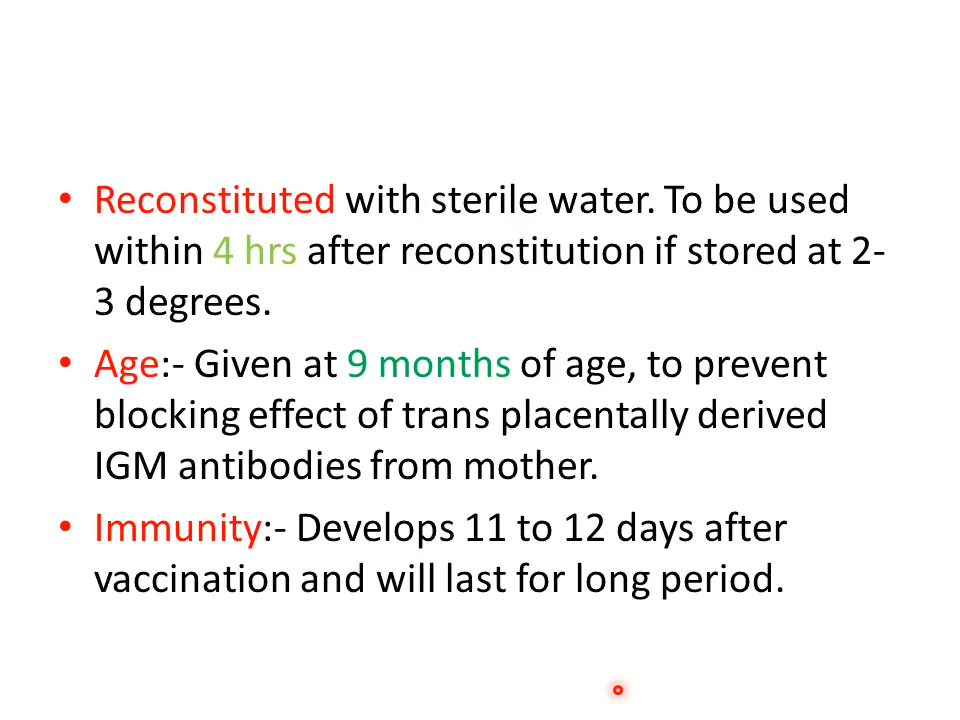 • Reconstituted with sterile water. To be used
within 4 hrs after reconstitution if stored at 2-
3 degrees.
• Age:- Given at 9 months of age, to prevent
blocking effect of trans placentally derived
IGM antibodies from mother.
• Immunity:- Develops 11 to 12 days after
vaccination and will last for long period.